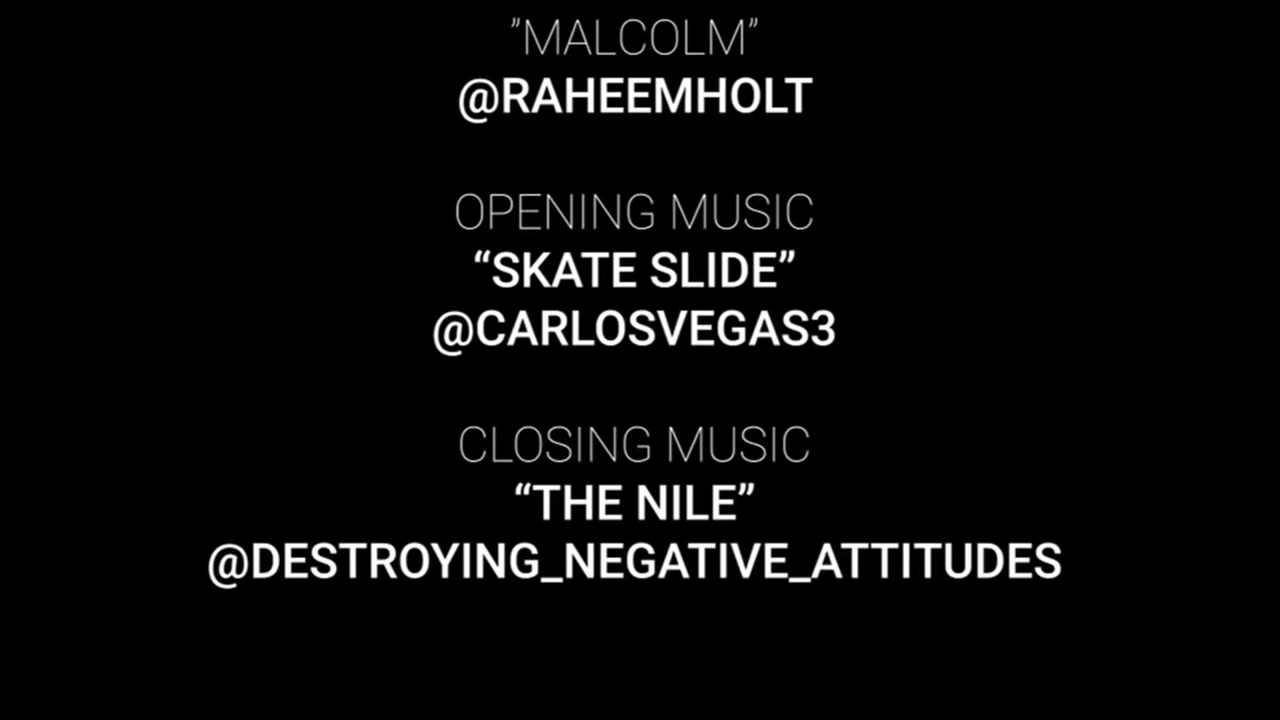 ”MALCOLM”
@RAHEEMHOLT
OPENING MUSIC
“SKATE SLIDE”
@CARLOSVEGAS3
CLOSING MUSIC
“THE NILE”
@DESTROYING_NEGATIVE_ATTITUDES